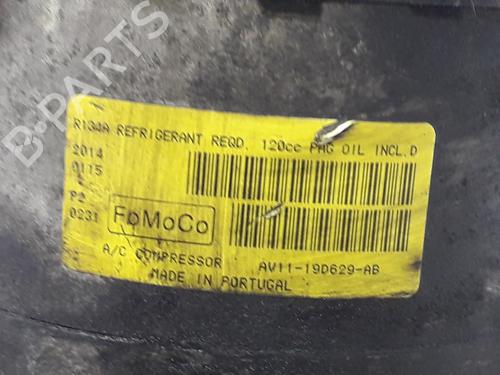 B-PARTS
R134A REFRIGERANT REQD. 120cc PAG OIL INCL.D
2014
0115
P2
0231
FoMoCo
A/C COMPRESSOR AV11-19D629-AB
MADE IN PORTUGAL